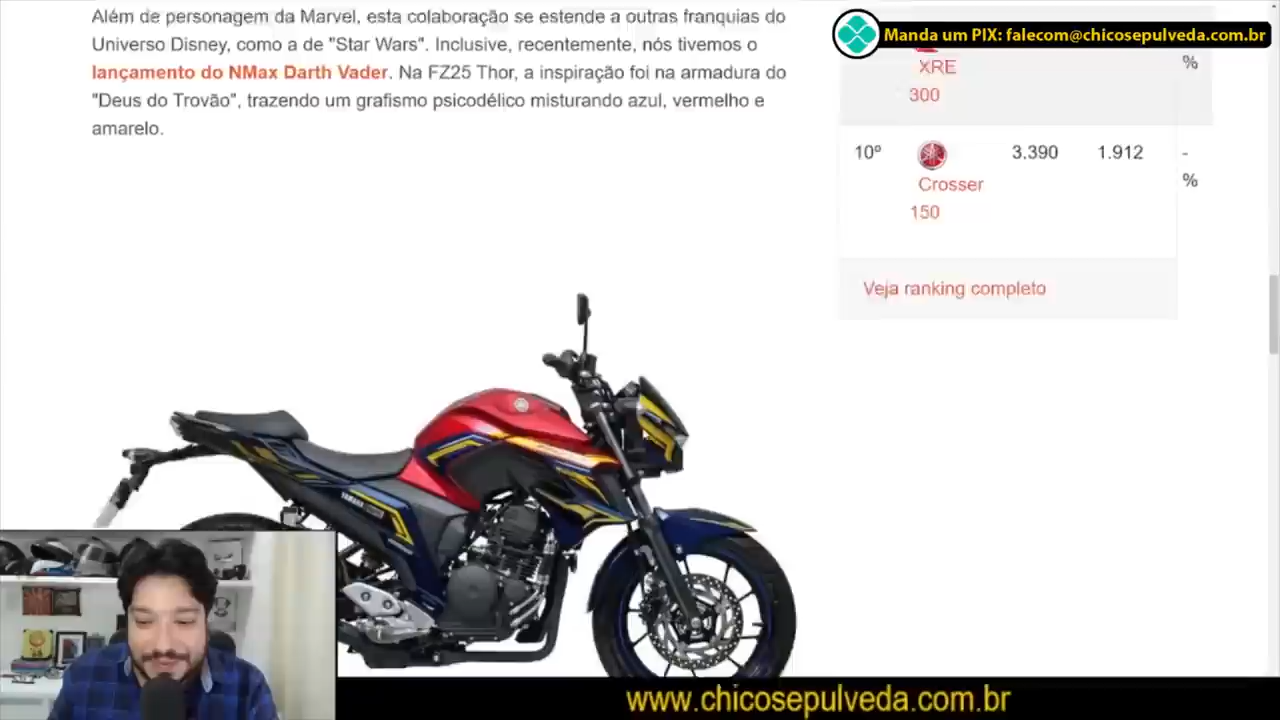 Além de personagem da Marvel, esta colaboração se estende a outras franquias do
Universo Disney, como a de "Star Wars". Inclusive, recentemente, nós tivemos o
lançamento do NMax Darth Vader. Na FZ25 Thor, a inspiração foi na armadura do
"Deus do Trovão", trazendo um grafismo psicodélico misturando azul, vermelho e
amarelo.
Manda um PIX: falecom@chicosepulveda.com.br
XRE
300
%
10º 3.390 1.912 -
%
Crosser
150
Veja ranking completo
YAMAHA
www.chicosepulveda.com.br